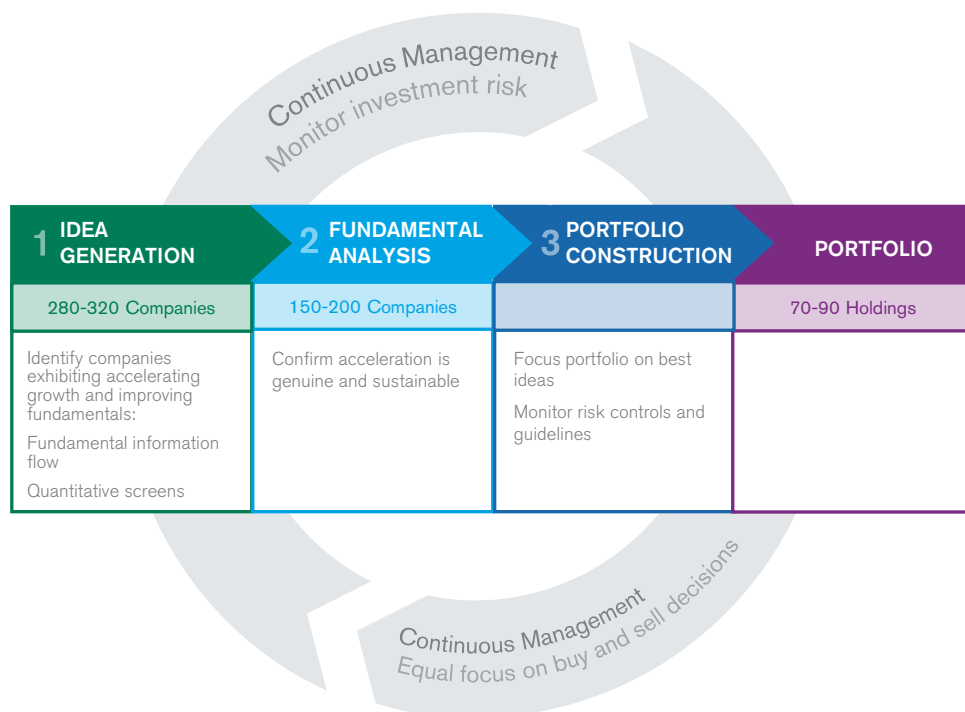 Continuous Management
Monitor investment risk
1 IDEA
GENERATION
2 FUNDAMENTAL
ANALYSIS
3 PORTFOLIO
CONSTRUCTION
PORTFOLIO
280-320 Companies
150-200 Companies
70-90 Holdings
Identify companies
exhibiting accelerating
growth and improving
fundamentals:
Fundamental information
flow
Quantitative screens
Confirm acceleration is
genuine and sustainable
Focus portfolio on best
ideas
Monitor risk controls and
guidelines
Continuous Management
Equal focus on buy and sell decisions